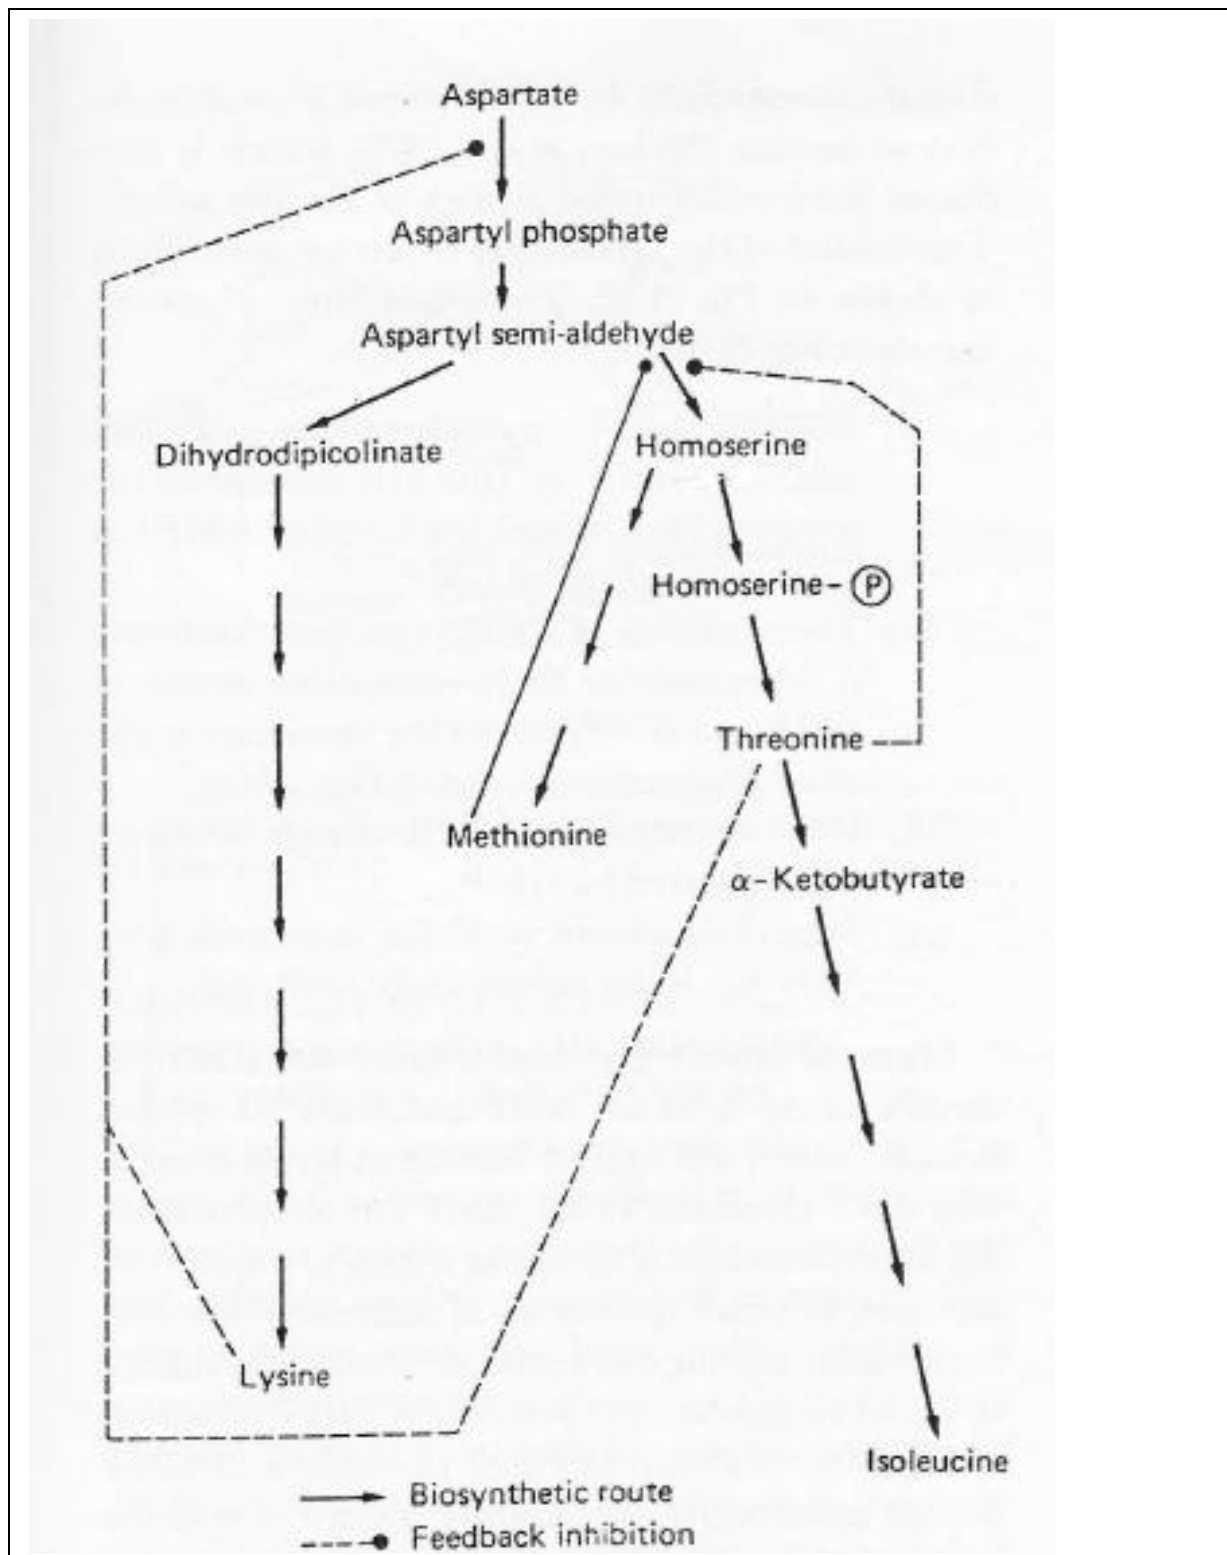 Aspartate
Aspartyl phosphate
Aspartyl semi-aldehyde
Dihydrodipicolinate
Homoserine
Homoserine- P
Threonine
Methionine
α-Ketobutyrate
Lysine
Isoleucine
Biosynthetic route
Feedback inhibition